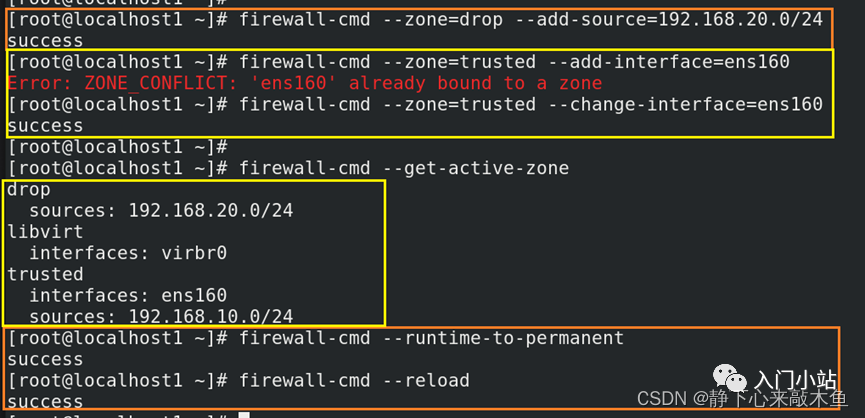 [root@localhost1 ~]#
[root@localhost1 ~]# firewall-cmd --zone=drop --add-source=192.168.20.0/24
success
[root@localhost1 ~]# firewall-cmd --zone=trusted --add-interface=ens160
Error: ZONE_CONFLICT: 'ens160' already bound to a zone
[root@localhost1 ~]# firewall-cmd --zone=trusted --change-interface=ens160
success
[root@localhost1 ~]#
[root@localhost1 ~]# firewall-cmd --get-active-zone
drop
  sources: 192.168.20.0/24
libvirt
  interfaces: virbr0
trusted
  interfaces: ens160
  sources: 192.168.10.0/24
[root@localhost1 ~]# firewall-cmd --runtime-to-permanent
success
[root@localhost1 ~]# firewall-cmd --reload
success
[root@localhost1 ~]#
入门小站
CSDN @静下心来敲木鱼